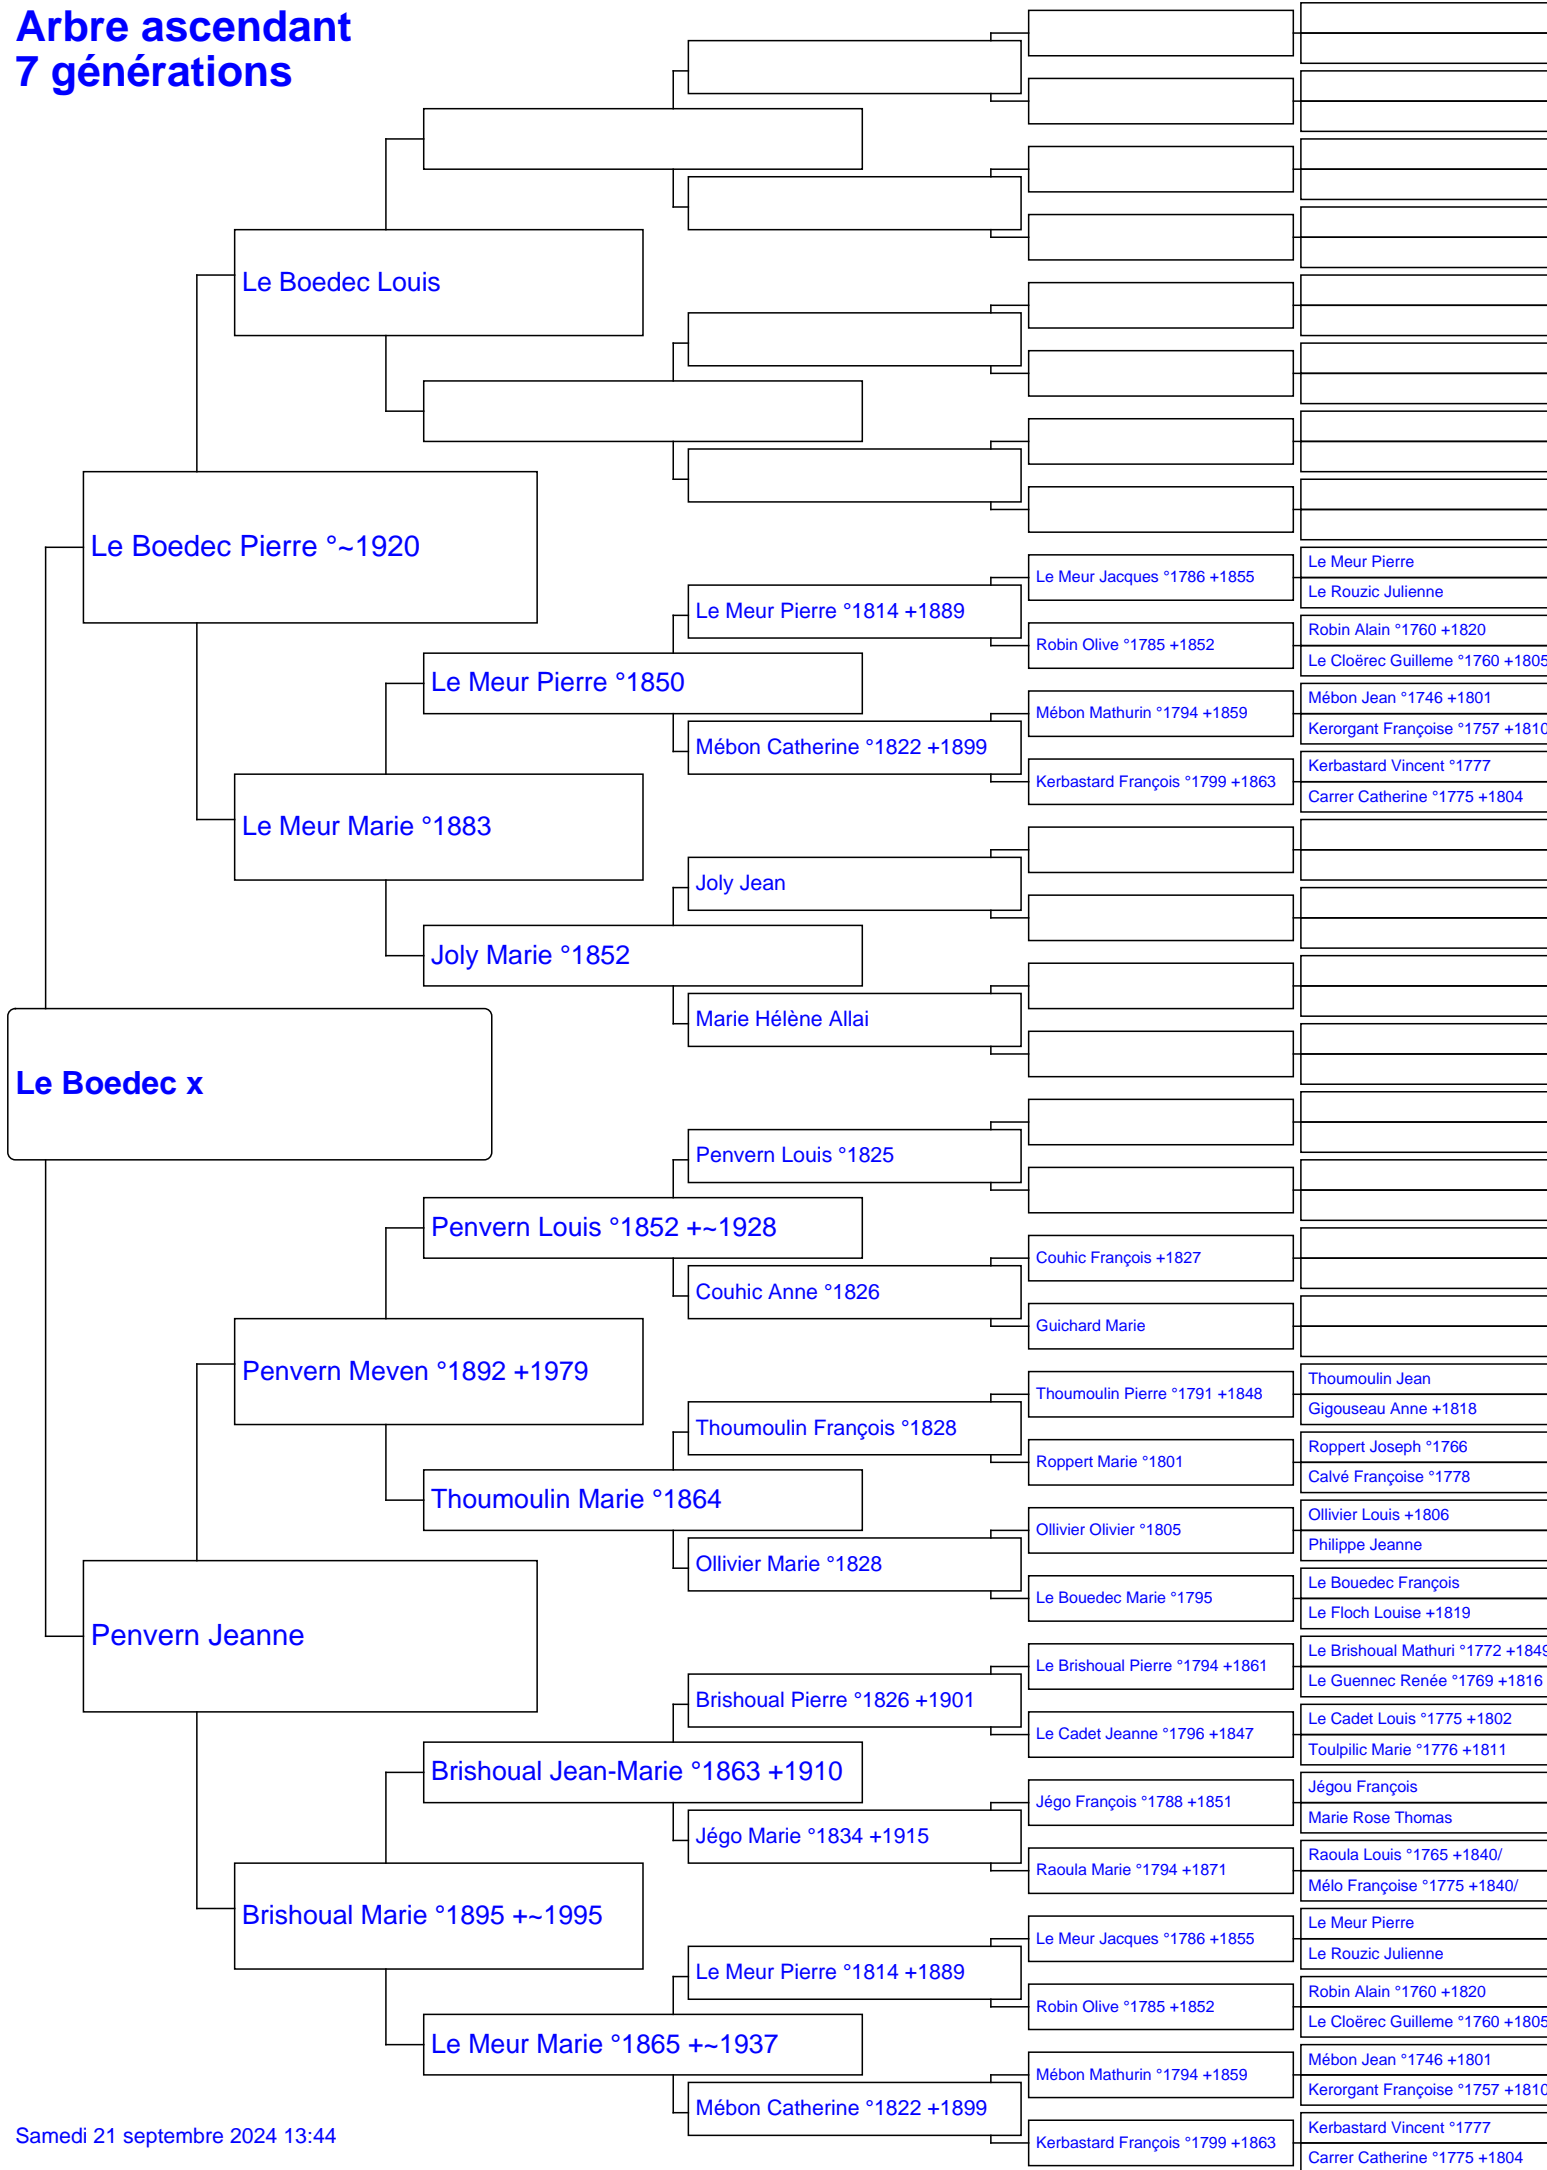 Arbre ascendant
7 générations
Le Boedec x
Le Boedec Pierre °~1920
Penvern Jeanne
Le Boedec Louis
Le Meur Marie °1883
Penvern Meven °1892 +1979
Brishoual Marie °1895 +~1995
Le Meur Pierre °1850
Joly Marie °1852
Penvern Louis °1852 +~1928
Thoumoulin Marie °1864
Brishoual Jean-Marie °1863 +1910
Le Meur Marie °1865 +~1937
Le Meur Pierre °1814 +1889
Mébon Catherine °1822 +1899
Joly Jean
Marie Hélène Allai
Penvern Louis °1825
Couhic Anne °1826
Thoumoulin François °1828
Ollivier Marie °1828
Brishoual Pierre °1826 +1901
Jégo Marie °1834 +1915
Le Meur Pierre °1814 +1889
Mébon Catherine °1822 +1899
Le Meur Jacques °1786 +1855
Robin Olive °1785 +1852
Mébon Mathurin °1794 +1859
Kerbastard François °1799 +1863
Couhic François +1827
Guichard Marie
Thoumoulin Pierre °1791 +1848
Roppert Marie °1801
Ollivier Olivier °1805
Le Bouedec Marie °1795
Le Brishoual Pierre °1794 +1861
Le Cadet Jeanne °1796 +1847
Jégo François °1788 +1851
Raoula Marie °1794 +1871
Le Meur Jacques °1786 +1855
Robin Olive °1785 +1852
Mébon Mathurin °1794 +1859
Kerbastard François °1799 +1863
Le Meur Pierre
Le Rouzic Julienne
Robin Alain °1760 +1820
Le Cloërec Guilleme °1760 +1805
Mébon Jean °1746 +1801
Kerorgant Françoise °1757 +1810
Kerbastard Vincent °1777
Carrer Catherine °1775 +1804
Thoumoulin Jean
Gigouseau Anne +1818
Roppert Joseph °1766
Calvé Françoise °1778
Ollivier Louis +1806
Philippe Jeanne
Le Bouedec François
Le Floch Louise +1819
Le Brishoual Mathuri °1772 +1849
Le Guennec Renée °1769 +1816
Le Cadet Louis °1775 +1802
Toulpilic Marie °1776 +1811
Jégou François
Marie Rose Thomas
Raoula Louis °1765 +1840/
Mélo Françoise °1775 +1840/
Le Meur Pierre
Le Rouzic Julienne
Robin Alain °1760 +1820
Le Cloërec Guilleme °1760 +1805
Mébon Jean °1746 +1801
Kerorgant Françoise °1757 +1810
Kerbastard Vincent °1777
Carrer Catherine °1775 +1804
Samedi 21 septembre 2024 13:44